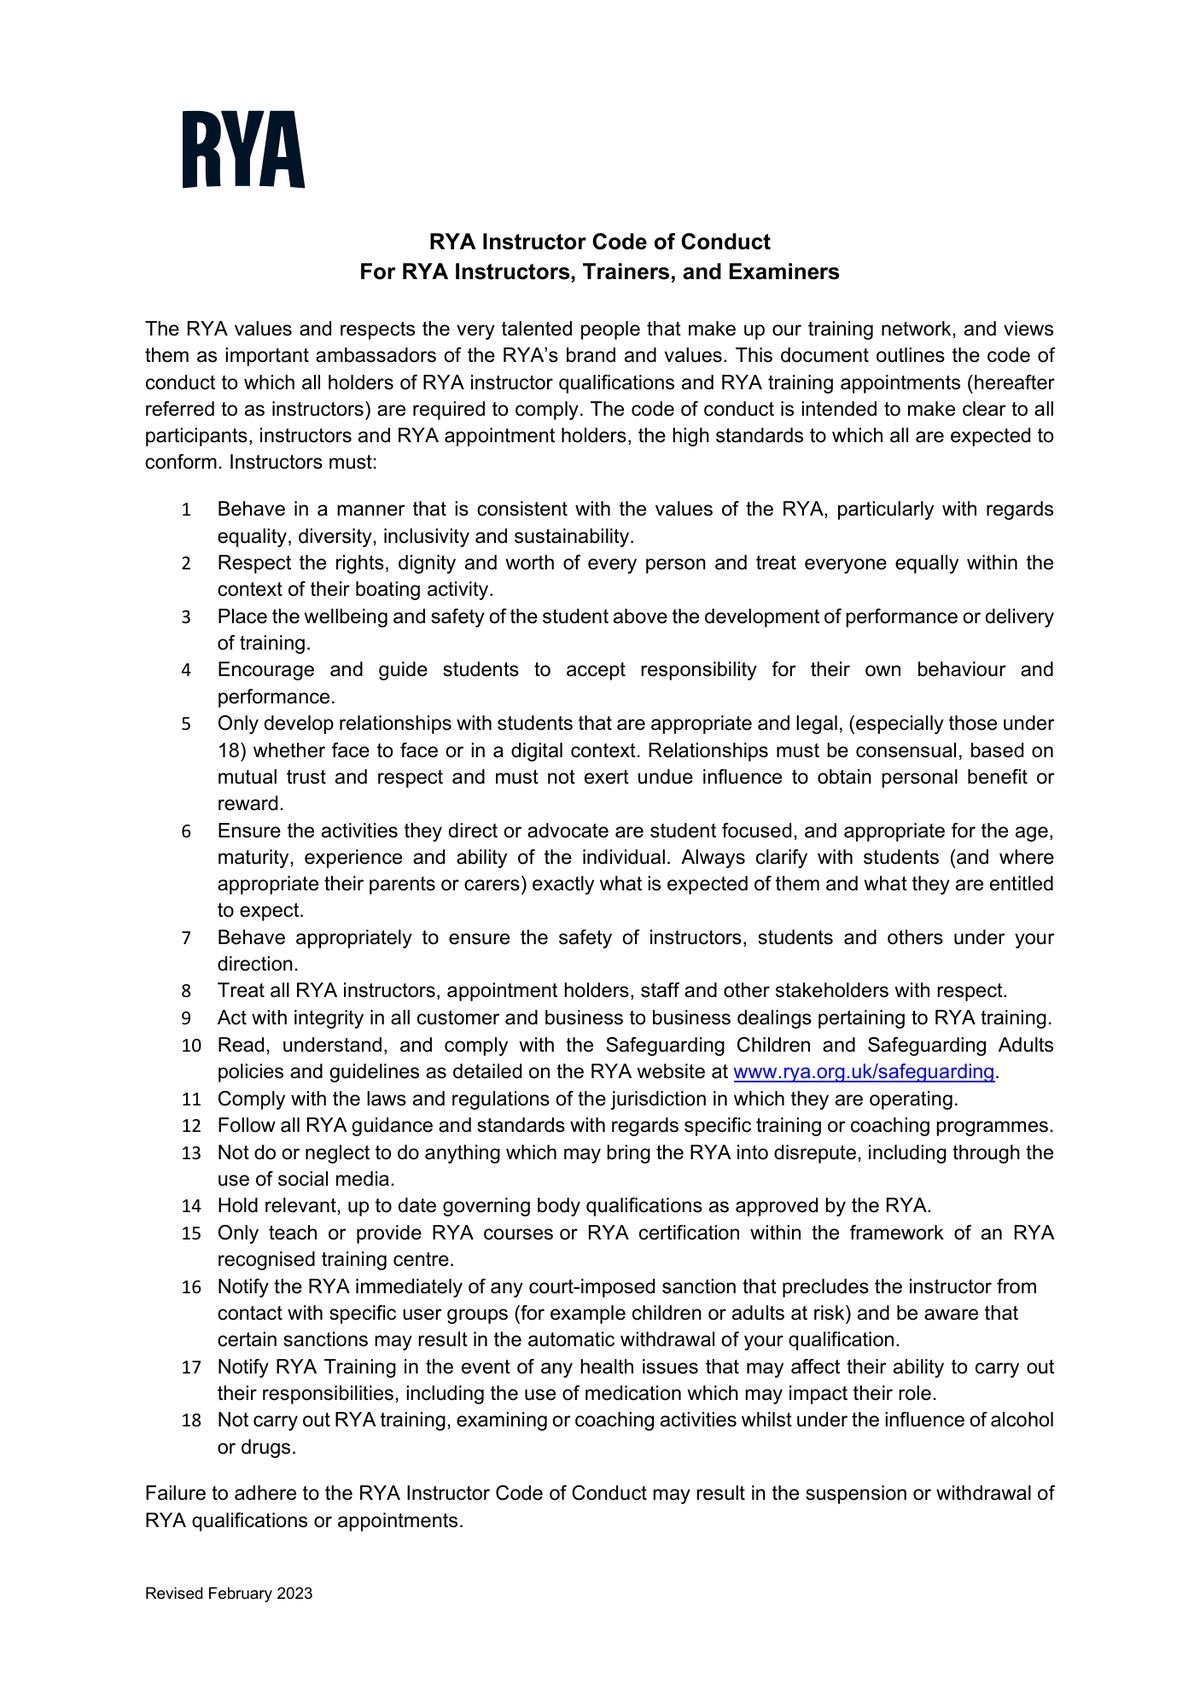 RYA
RYA Instructor Code of Conduct
For RYA Instructors, Trainers, and Examiners
The RYA values and respects the very talented people that make up our training network, and views
them as important ambassadors of the RYA’s brand and values. This document outlines the code of
conduct to which all holders of RYA instructor qualifications and RYA training appointments (hereafter
referred to as instructors) are required to comply. The code of conduct is intended to make clear to all
participants, instructors and RYA appointment holders, the high standards to which all are expected to
conform. Instructors must:
1 Behave in a manner that is consistent with the values of the RYA, particularly with regards
equality, diversity, inclusivity and sustainability.
2 Respect the rights, dignity and worth of every person and treat everyone equally within the
context of their boating activity.
3 Place the wellbeing and safety of the student above the development of performance or delivery
of training.
4 Encourage and guide students to accept responsibility for their own behaviour and
performance.
5 Only develop relationships with students that are appropriate and legal, (especially those under
18) whether face to face or in a digital context. Relationships must be consensual, based on
mutual trust and respect and must not exert undue influence to obtain personal benefit or
reward.
6 Ensure the activities they direct or advocate are student focused, and appropriate for the age,
maturity, experience and ability of the individual. Always clarify with students (and where
appropriate their parents or carers) exactly what is expected of them and what they are entitled
to expect.
7 Behave appropriately to ensure the safety of instructors, students and others under your
direction.
8 Treat all RYA instructors, appointment holders, staff and other stakeholders with respect.
9 Act with integrity in all customer and business to business dealings pertaining to RYA training.
10 Read, understand, and comply with the Safeguarding Children and Safeguarding Adults
policies and guidelines as detailed on the RYA website at www.rya.org.uk/safeguarding.
11 Comply with the laws and regulations of the jurisdiction in which they are operating.
12 Follow all RYA guidance and standards with regards specific training or coaching programmes.
13 Not do or neglect to do anything which may bring the RYA into disrepute, including through the
use of social media.
14 Hold relevant, up to date governing body qualifications as approved by the RYA.
15 Only teach or provide RYA courses or RYA certification within the framework of an RYA
recognised training centre.
16 Notify the RYA immediately of any court-imposed sanction that precludes the instructor from
contact with specific user groups (for example children or adults at risk) and be aware that
certain sanctions may result in the automatic withdrawal of your qualification.
17 Notify RYA Training in the event of any health issues that may affect their ability to carry out
their responsibilities, including the use of medication which may impact their role.
18 Not carry out RYA training, examining or coaching activities whilst under the influence of alcohol
or drugs.
Failure to adhere to the RYA Instructor Code of Conduct may result in the suspension or withdrawal of
RYA qualifications or appointments.
Revised February 2023